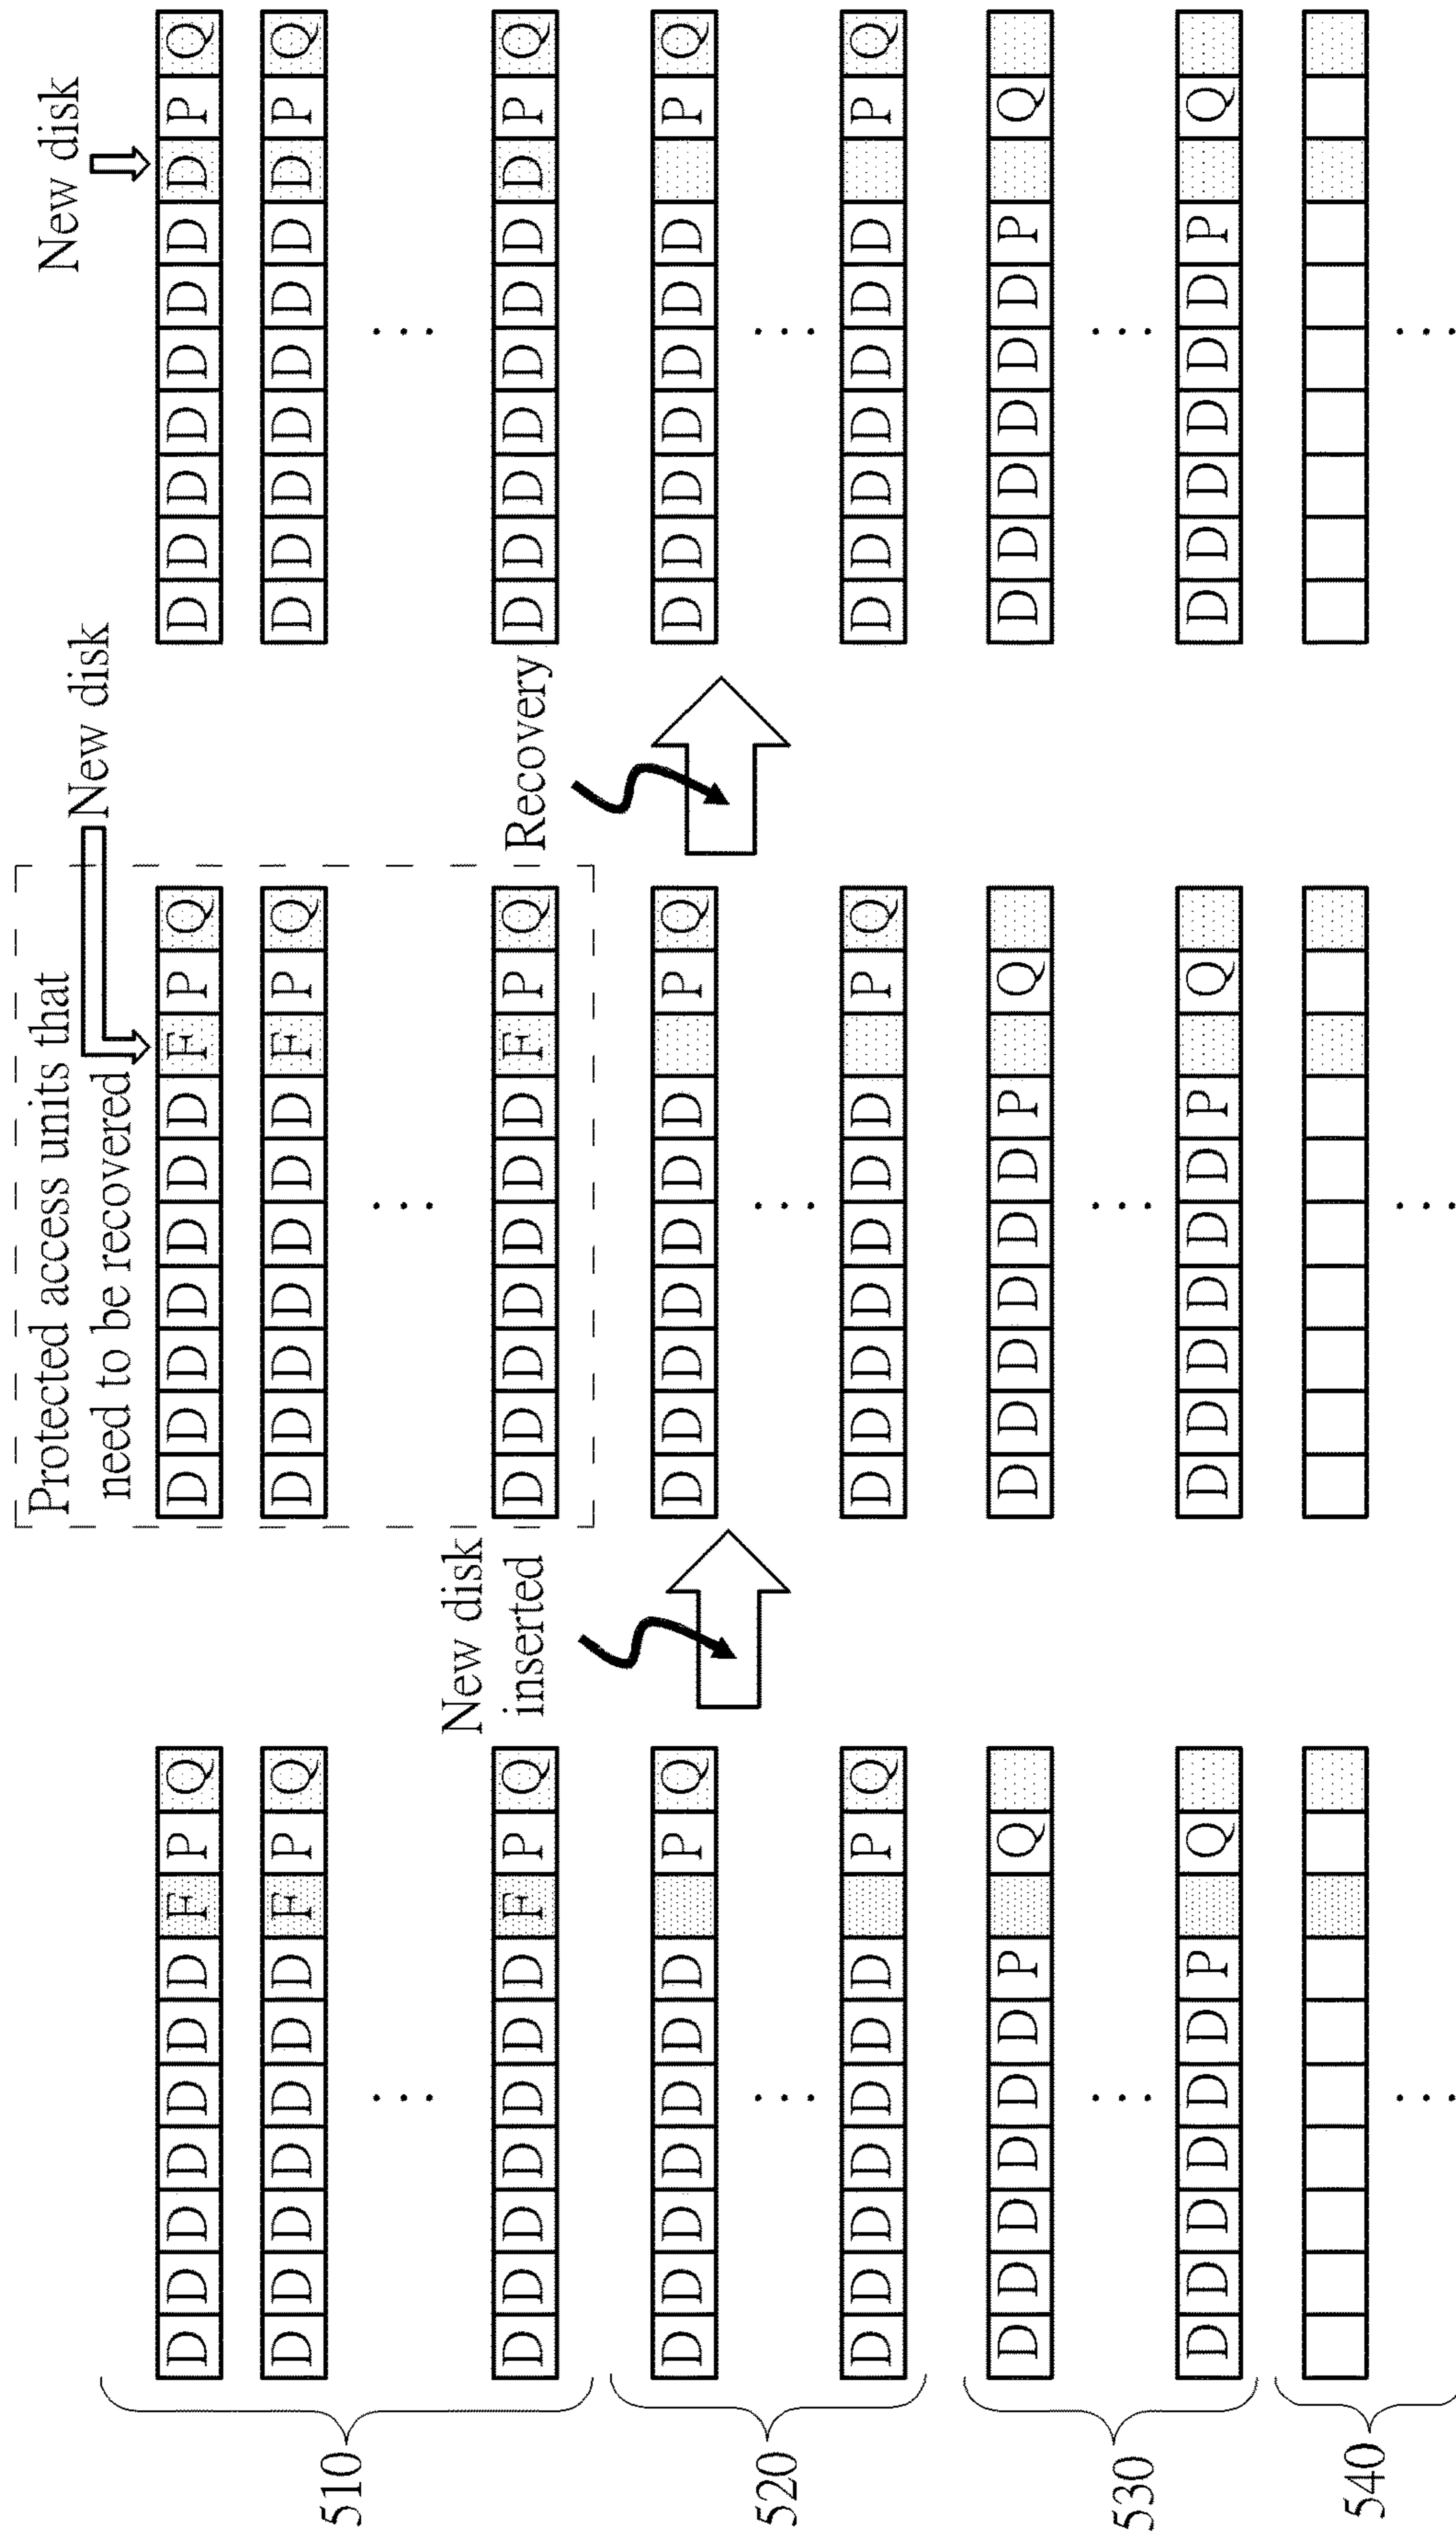 Protected access units that
need to be recovered
New disk
New disk
D D D D D D D F P Q D D D D D D D F P Q D D D D D D D D P Q
D D D D D D D F P Q D D D D D D D F P Q D D D D D D D D P Q
510 ... ... ...
New disk
inserted
Recovery
D D D D D D D F P Q D D D D D D D F P Q D D D D D D D D P Q
D D D D D D D P Q D D D D D D D P Q D D D D D D D P Q
520 ... ... ...
D D D D D D D P Q D D D D D D D P Q D D D D D D D P Q
D D D D D D P Q D D D D D D P Q D D D D D D P Q
530 ... ... ...
D D D D D D P Q D D D D D D P Q D D D D D D P Q
540
... ... ...